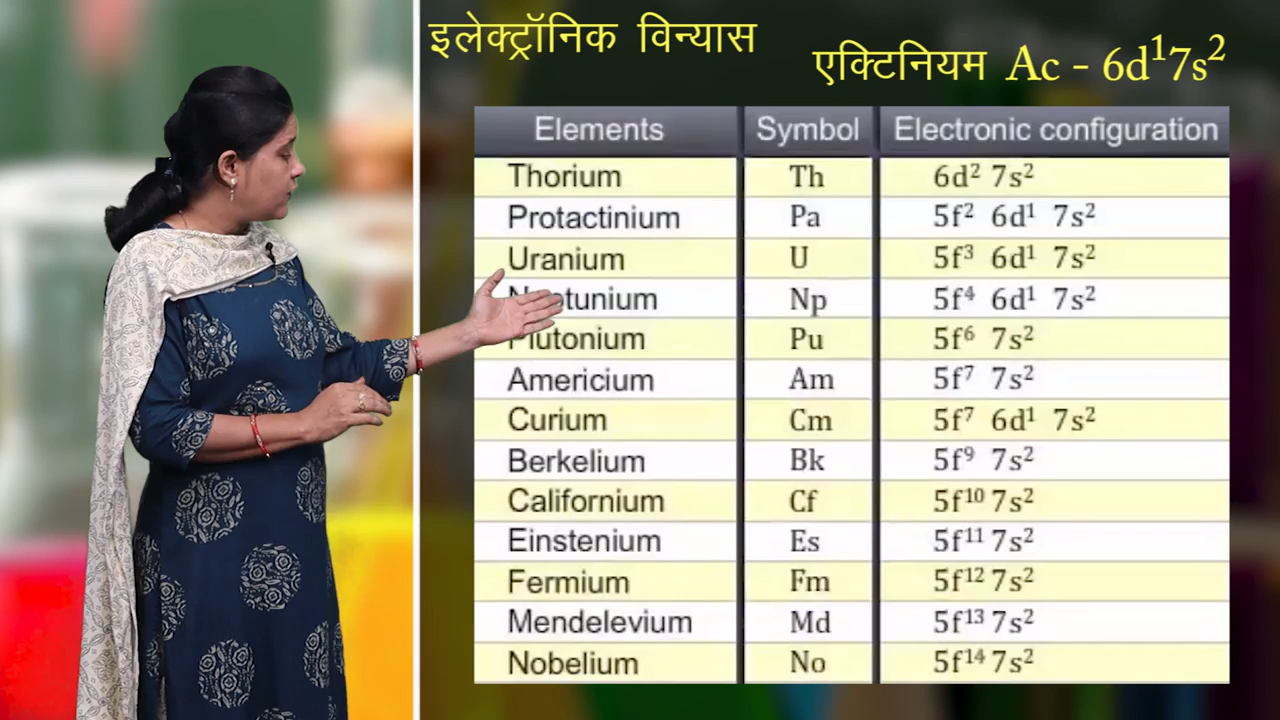 इलेक्ट्रॉनिक विन्यास
एक्टिनियम Ac - 6d¹7s²
Elements Symbol Electronic configuration
Thorium Th 6d² 7s²
Protactinium Pa 5f² 6d¹ 7s²
Uranium U 5f³ 6d¹ 7s²
Neptunium Np 5f⁴ 6d¹ 7s²
Plutonium Pu 5f⁶ 7s²
Americium Am 5f⁷ 7s²
Curium Cm 5f⁷ 6d¹ 7s²
Berkelium Bk 5f⁹ 7s²
Californium Cf 5f¹⁰ 7s²
Einstenium Es 5f¹¹ 7s²
Fermium Fm 5f¹² 7s²
Mendelevium Md 5f¹³ 7s²
Nobelium No 5f¹⁴ 7s²